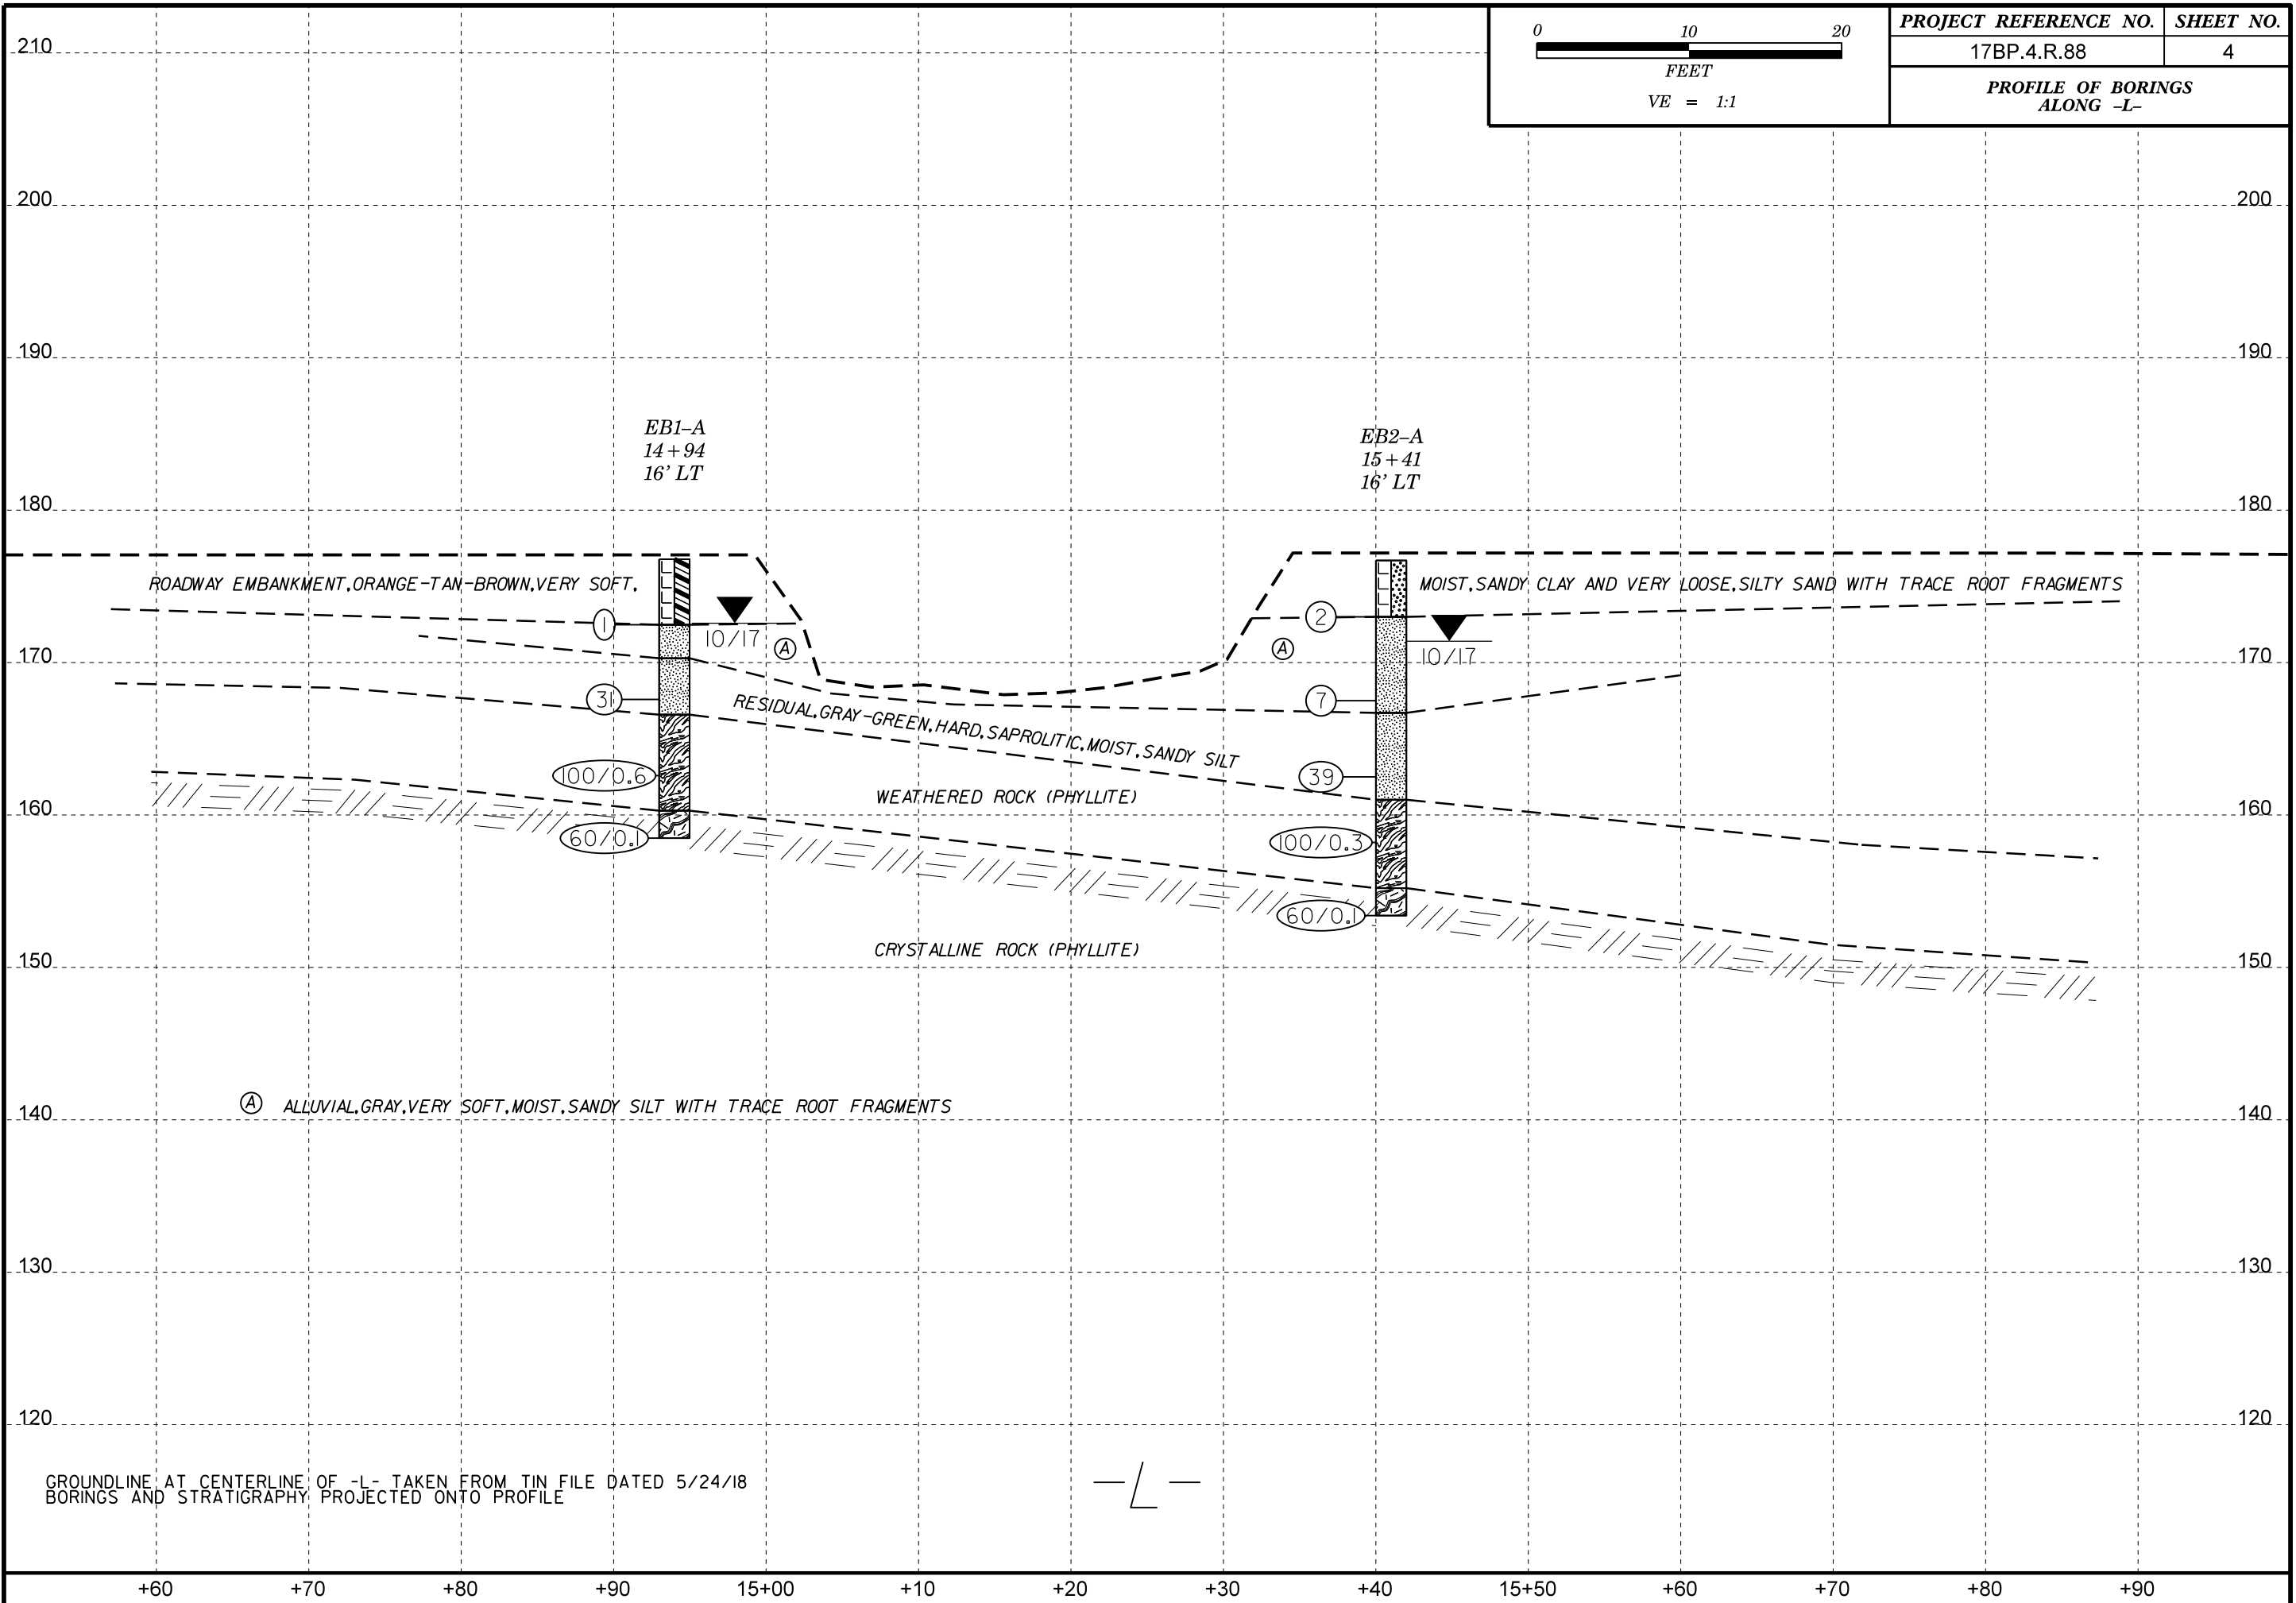 0 10 20
FEET
VE = 1:1
PROJECT REFERENCE NO. SHEET NO.
17BP.4.R.88 4
PROFILE OF BORINGS
ALONG –L–
210
200 200
190 190
EB1–A
14+94
16' LT
EB2–A
15+41
16' LT
180 180
ROADWAY EMBANKMENT, ORANGE-TAN-BROWN, VERY SOFT,
MOIST, SANDY CLAY AND VERY LOOSE, SILTY SAND WITH TRACE ROOT FRAGMENTS
1
10/17
A
2
A
10/17
170 170
31
7
RESIDUAL, GRAY-GREEN, HARD, SAPROLITIC, MOIST, SANDY SILT
100/0.6
39
WEATHERED ROCK (PHYLLITE)
160 160
60/0.1
100/0.3
60/0.1
CRYSTALLINE ROCK (PHYLLITE)
150 150
A ALLUVIAL, GRAY, VERY SOFT, MOIST, SANDY SILT WITH TRACE ROOT FRAGMENTS
140 140
130 130
120 120
GROUNDLINE AT CENTERLINE OF -L- TAKEN FROM TIN FILE DATED 5/24/18
BORINGS AND STRATIGRAPHY PROJECTED ONTO PROFILE
—L—
+60 +70 +80 +90 15+00 +10 +20 +30 +40 15+50 +60 +70 +80 +90